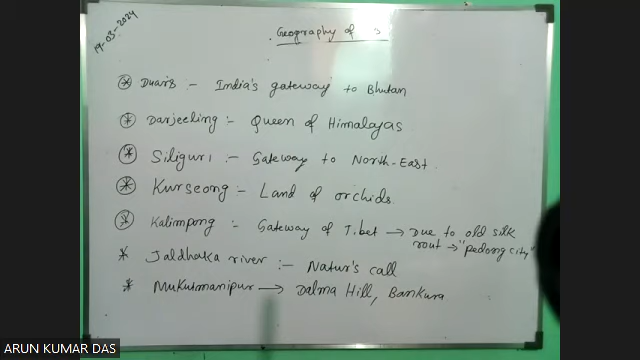 19-03-2024
Geography of
Duars :- India's gateway to Bhutan
Darjeeling :- Queen of Himalayas
Siliguri :- Gateway to North-East.
Kurseong :- Land of orchids.
Kalimpong :- Gateway of Tibet → Due to old silk
rout → "pedong city"
* Jaldhaka river :- Natur's call
* Mukutmanipur → Dalma Hill, Bankura
ARUN KUMAR DAS